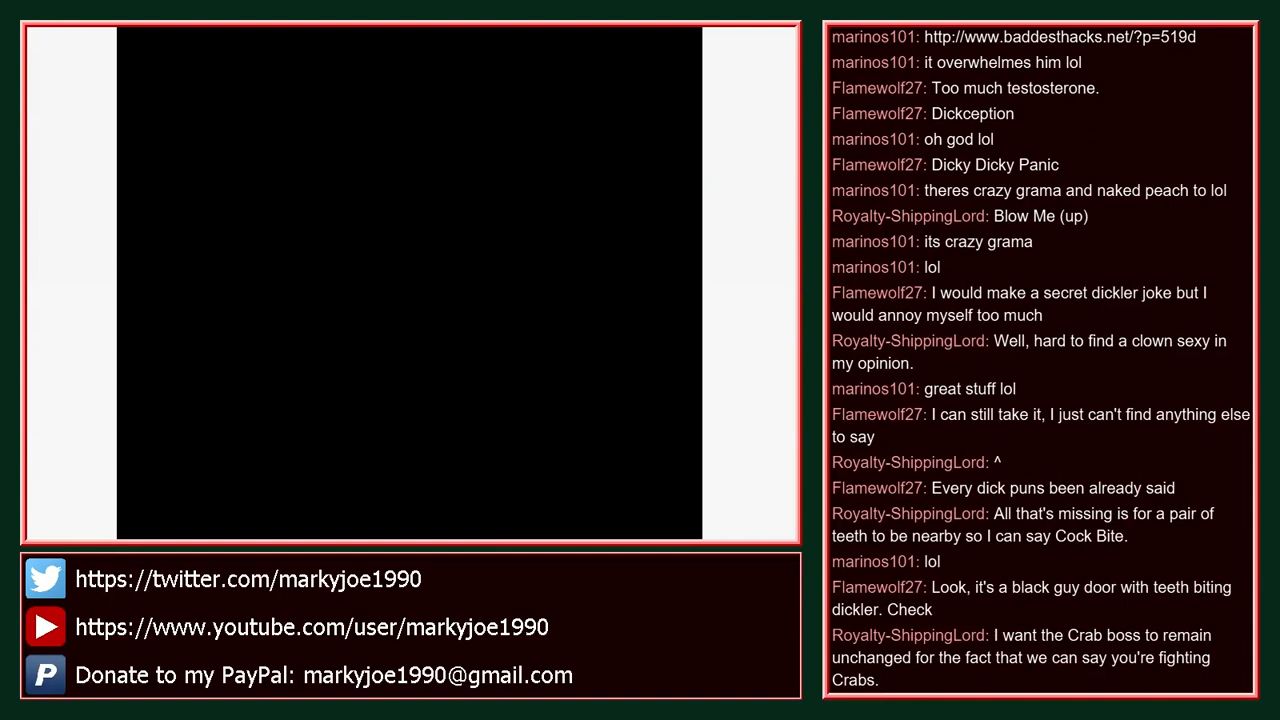 marinos101: http://www.baddesthacks.net/?p=519d
marinos101: it overwhelmes him lol
Flamewolf27: Too much testosterone.
Flamewolf27: Dickception
marinos101: oh god lol
Flamewolf27: Dicky Dicky Panic
marinos101: theres crazy grama and naked peach to lol
Royalty-ShippingLord: Blow Me (up)
marinos101: its crazy grama
marinos101: lol
Flamewolf27: I would make a secret dickler joke but I
would annoy myself too much
Royalty-ShippingLord: Well, hard to find a clown sexy in
my opinion.
marinos101: great stuff lol
Flamewolf27: I can still take it, I just can't find anything else
to say
Royalty-ShippingLord: ^
Flamewolf27: Every dick puns been already said
Royalty-ShippingLord: All that's missing is for a pair of
teeth to be nearby so I can say Cock Bite.
marinos101: lol
Flamewolf27: Look, it's a black guy door with teeth biting
dickler. Check
Royalty-ShippingLord: I want the Crab boss to remain
unchanged for the fact that we can say you're fighting
Crabs.
https://twitter.com/markyjoe1990
https://www.youtube.com/user/markyjoe1990
P Donate to my PayPal: markyjoe1990@gmail.com